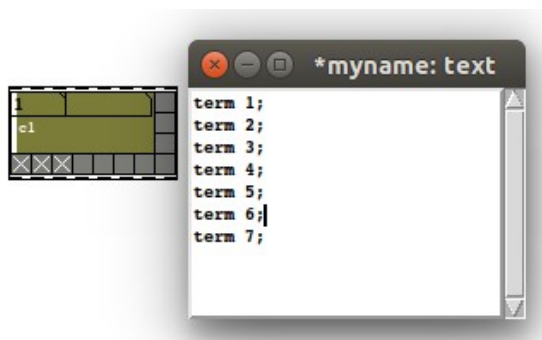 *myname: text
1
c1
term 1;
term 2;
term 3;
term 4;
term 5;
term 6;
term 7;